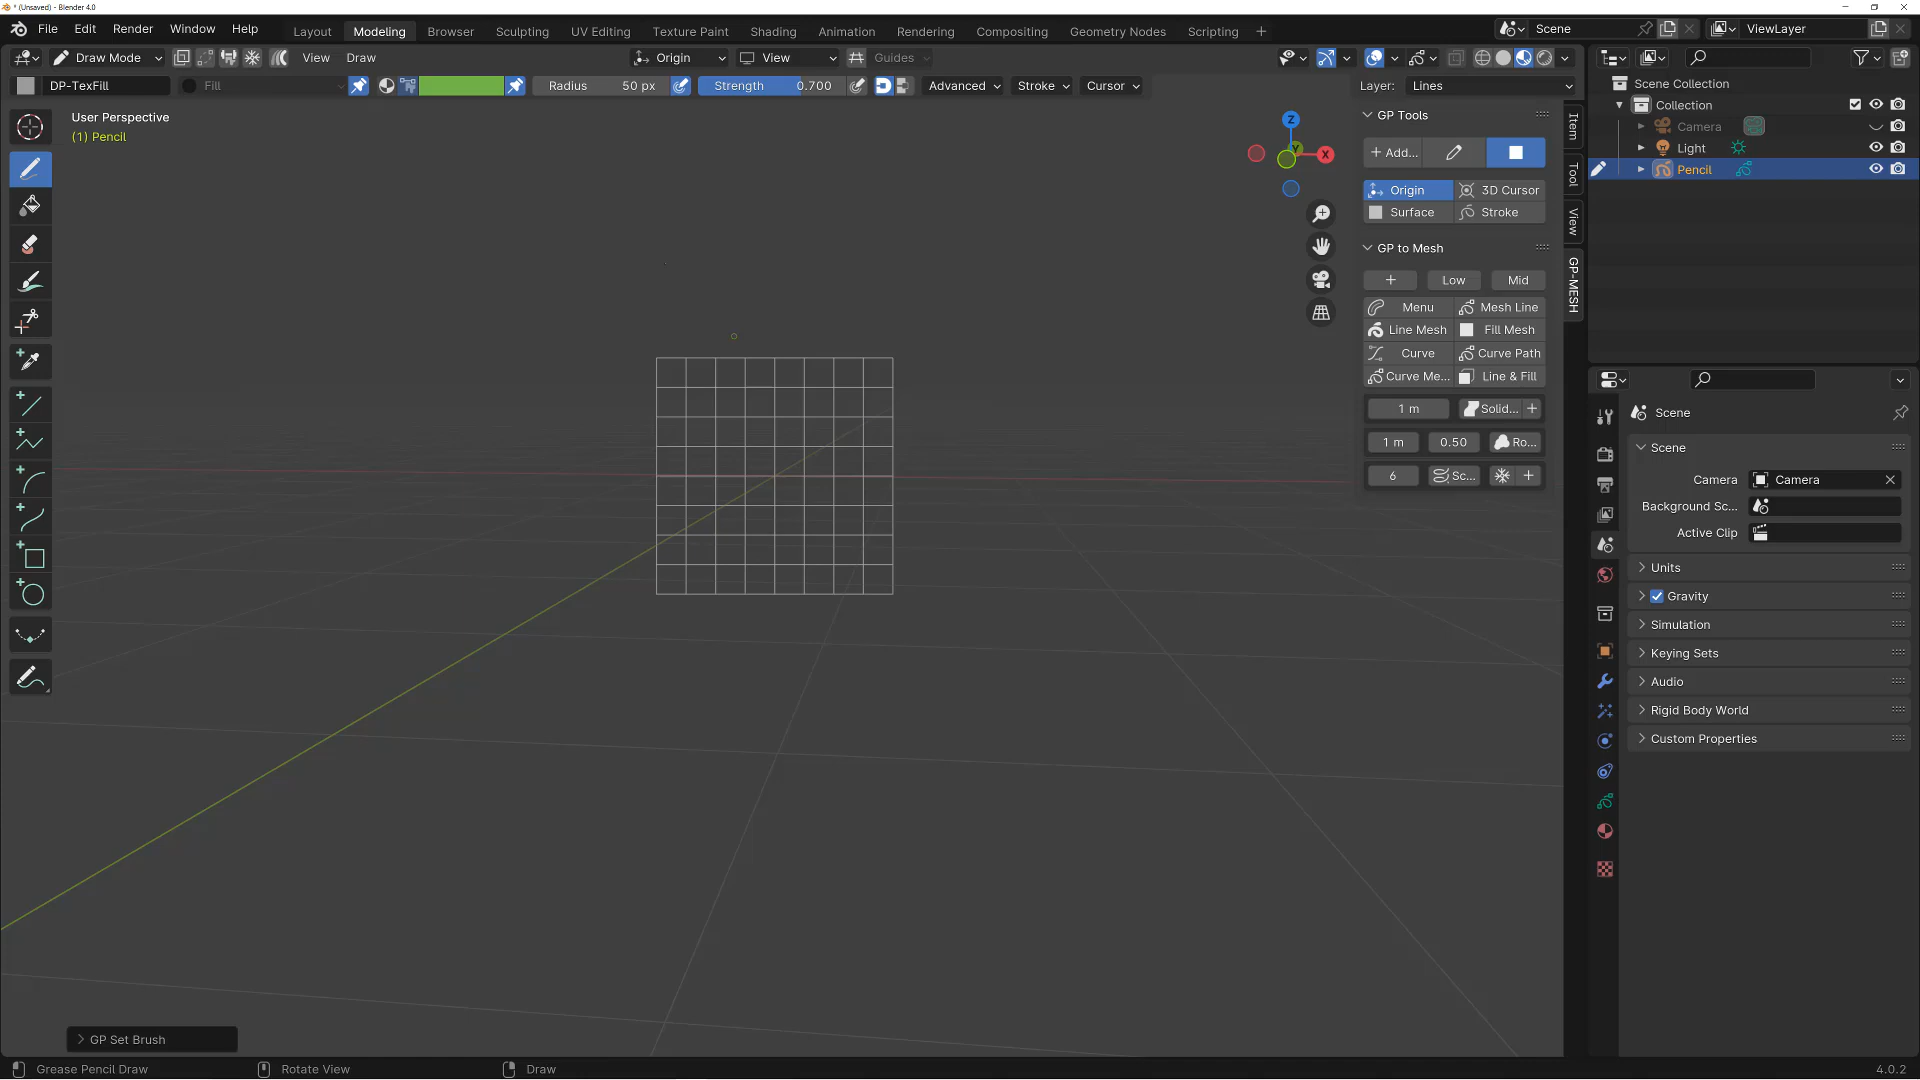 * (Unsaved) - Blender 4.0
File Edit Render Window Help
Layout Modeling Browser Sculpting UV Editing Texture Paint Shading Animation Rendering Compositing Geometry Nodes Scripting +
Scene
ViewLayer
Draw Mode View Draw
Origin View Guides
DP-TexFill Fill Radius 50 px Strength 0.700 Advanced Stroke Cursor
Layer: Lines
User Perspective
(1) Pencil
Z
Y
X
GP Tools
+ Add...
Origin 3D Cursor
Surface Stroke
GP to Mesh
+ Low Mid
Menu Mesh Line
Line Mesh Fill Mesh
Curve Curve Path
Curve Me... Line & Fill
1 m Solid... +
1 m 0.50 Ro...
6 Sc... +
Item
Tool
View
GP-MESH
Scene Collection
Collection
Camera
Light
Pencil
Scene
Scene
Camera Camera
Background Sc...
Active Clip
Units
Gravity
Simulation
Keying Sets
Audio
Rigid Body World
Custom Properties
GP Set Brush
Grease Pencil Draw Rotate View Draw 4.0.2